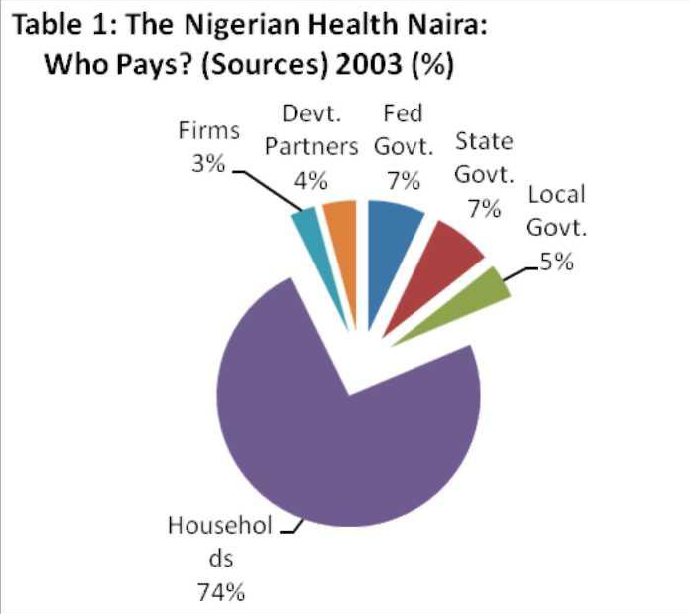 Table 1: The Nigerian Health Naira:
Who Pays? (Sources) 2003 (%)
Firms
3%
Devt.
Partners
4%
Fed
Govt.
7%
State
Govt.
7%
Local
Govt.
5%
Househol
ds
74%